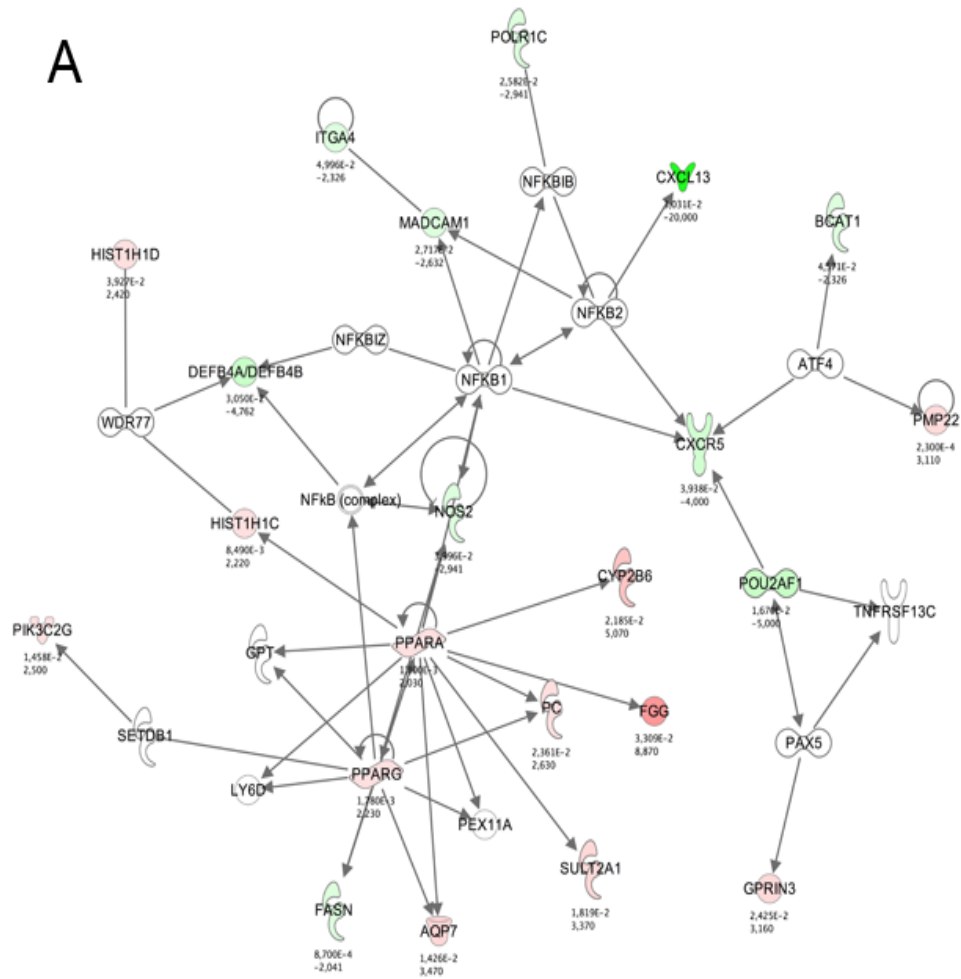 A
POLR1C
2,582E-2
-2,941
ITGA4
4,996E-2
-2,326
NFKBIB
CXCL13
-20,000
MADCAM1
2,717E-2
-2,632
BCAT1
-2,326
HIST1H1D
3,927E-2
2,420
NFKB2
NFKBIZ
DEFB4A/DEFB4B
3,050E-2
-4,762
NFKB1
ATF4
WDR77
PMP22
2,300E-4
3,110
CXCR5
3,938E-2
-4,000
NFkB (complex)
NOS2
-2,941
HIST1H1C
8,490E-3
2,220
CYP2B6
2,185E-2
5,070
POU2AF1
-5,000
TNFRSF13C
PIK3C2G
1,458E-2
2,500
GPT
PPARA
2,030
PC
2,361E-2
2,630
FGG
3,309E-2
8,870
SETDB1
PAX5
PPARG
1,780E-3
2,230
LY6D
PEX11A
SULT2A1
1,819E-2
3,370
GPRIN3
2,425E-2
3,160
FASN
8,700E-4
-2,041
AQP7
1,426E-2
3,470